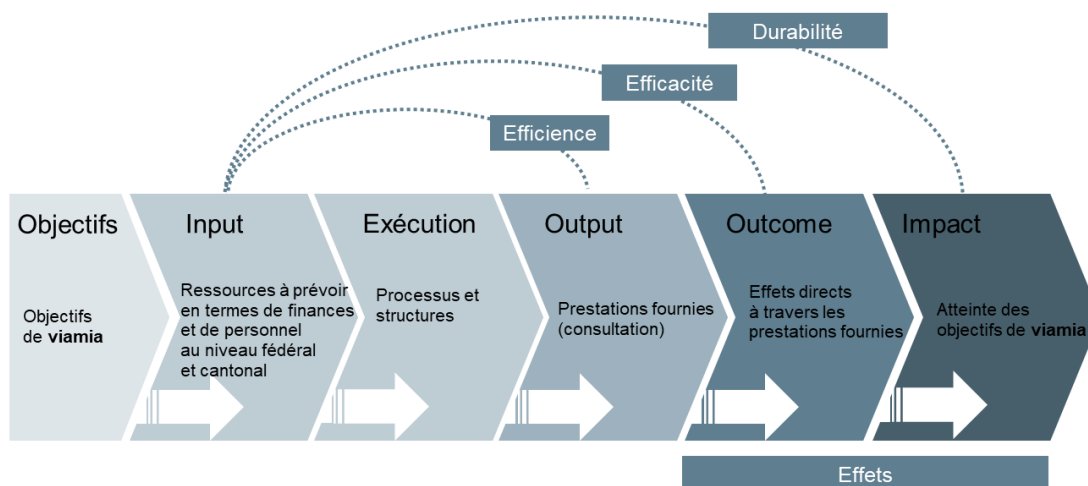 Durabilité
Efficacité
Efficience
Objectifs
Objectifs
de viamia
Input
Ressources à prévoir
en termes de finances
et de personnel
au niveau fédéral
et cantonal
Exécution
Processus et
structures
Output
Prestations fournies
(consultation)
Outcome
Effets directs
à travers les
prestations fournies
Impact
Atteinte des
objectifs de viamia
Effets